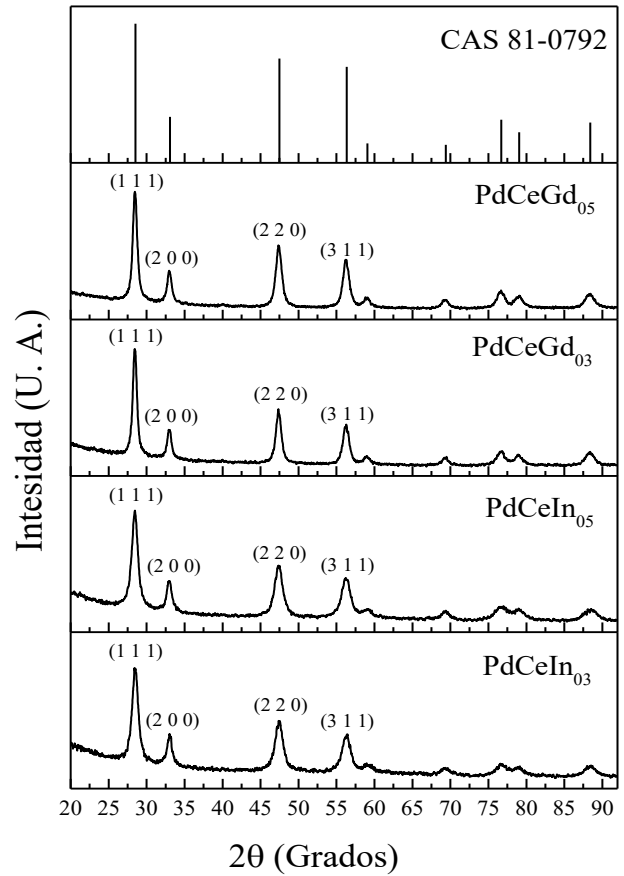 CAS 81-0792
PdCeGd₀₅
(1 1 1)
(2 0 0)
(2 2 0)
(3 1 1)
PdCeGd₀₃
(1 1 1)
(2 0 0)
(2 2 0)
(3 1 1)
PdCeIn₀₅
(1 1 1)
(2 0 0)
(2 2 0)
(3 1 1)
PdCeIn₀₃
(1 1 1)
(2 0 0)
(2 2 0)
(3 1 1)
Intesidad (U. A.)
20 25 30 35 40 45 50 55 60 65 70 75 80 85 90
2θ (Grados)